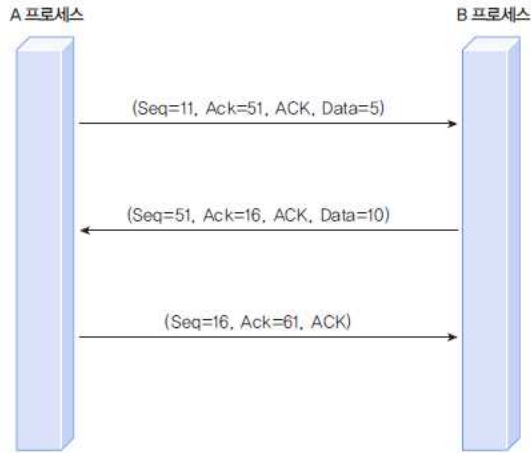 A 프로세스 B 프로세스
(Seq=11, Ack=51, ACK, Data=5)
(Seq=51, Ack=16, ACK, Data=10)
(Seq=16, Ack=61, ACK)